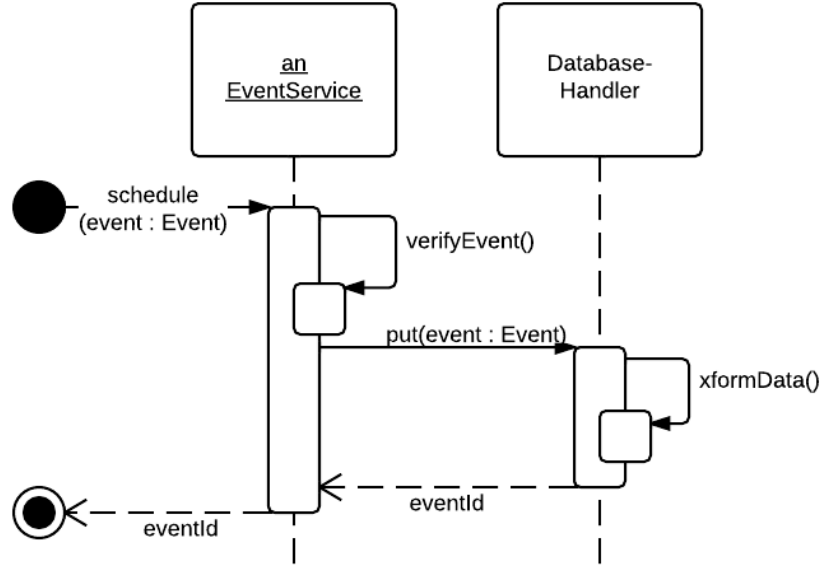 an
EventService
Database-
Handler
schedule
(event : Event)
verifyEvent()
put(event : Event)
xformData()
eventId
eventId